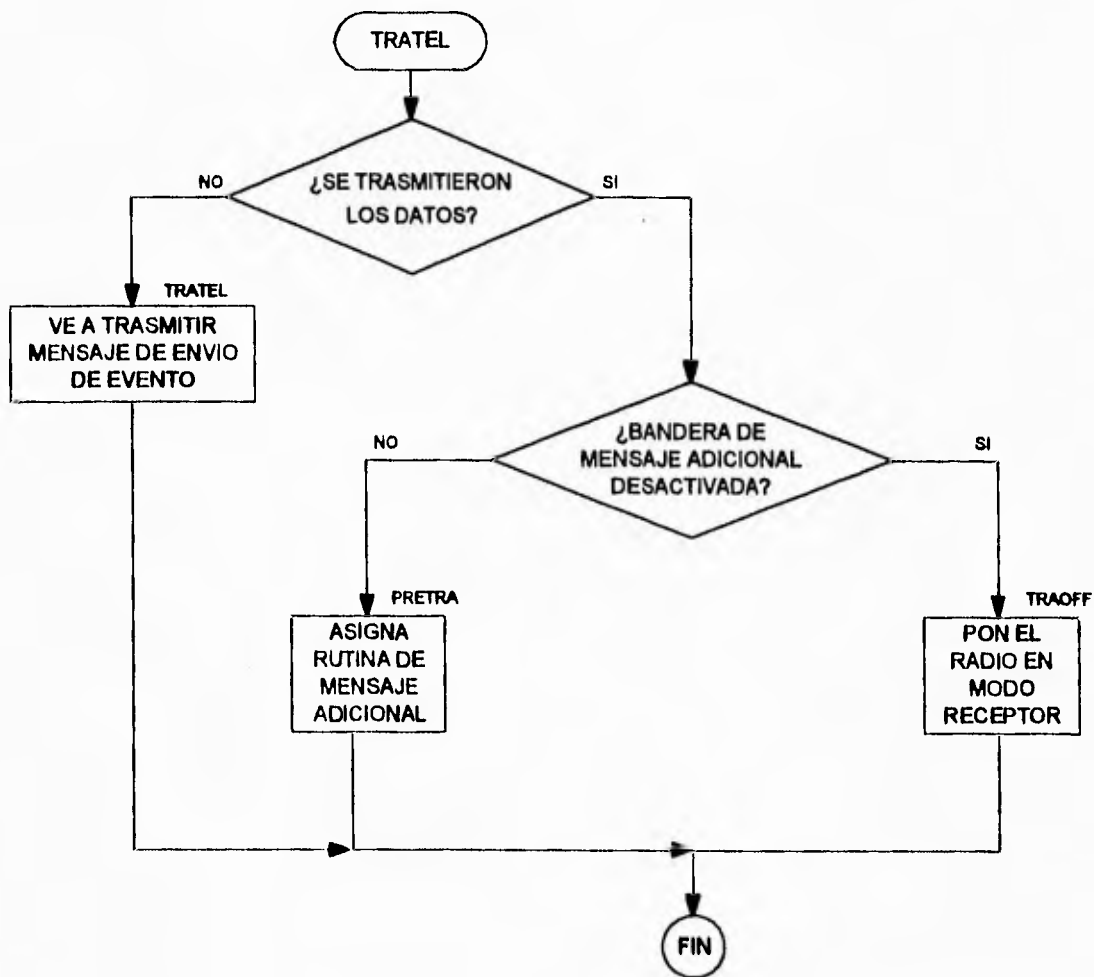 TRATEL
¿SE TRASMITIERON
LOS DATOS?
NO
SI
TRATEL
VE A TRASMITIR
MENSAJE DE ENVIO
DE EVENTO
¿BANDERA DE
MENSAJE ADICIONAL
DESACTIVADA?
NO
SI
PRETRA
ASIGNA
RUTINA DE
MENSAJE
ADICIONAL
TRAOFF
PON EL
RADIO EN
MODO
RECEPTOR
FIN